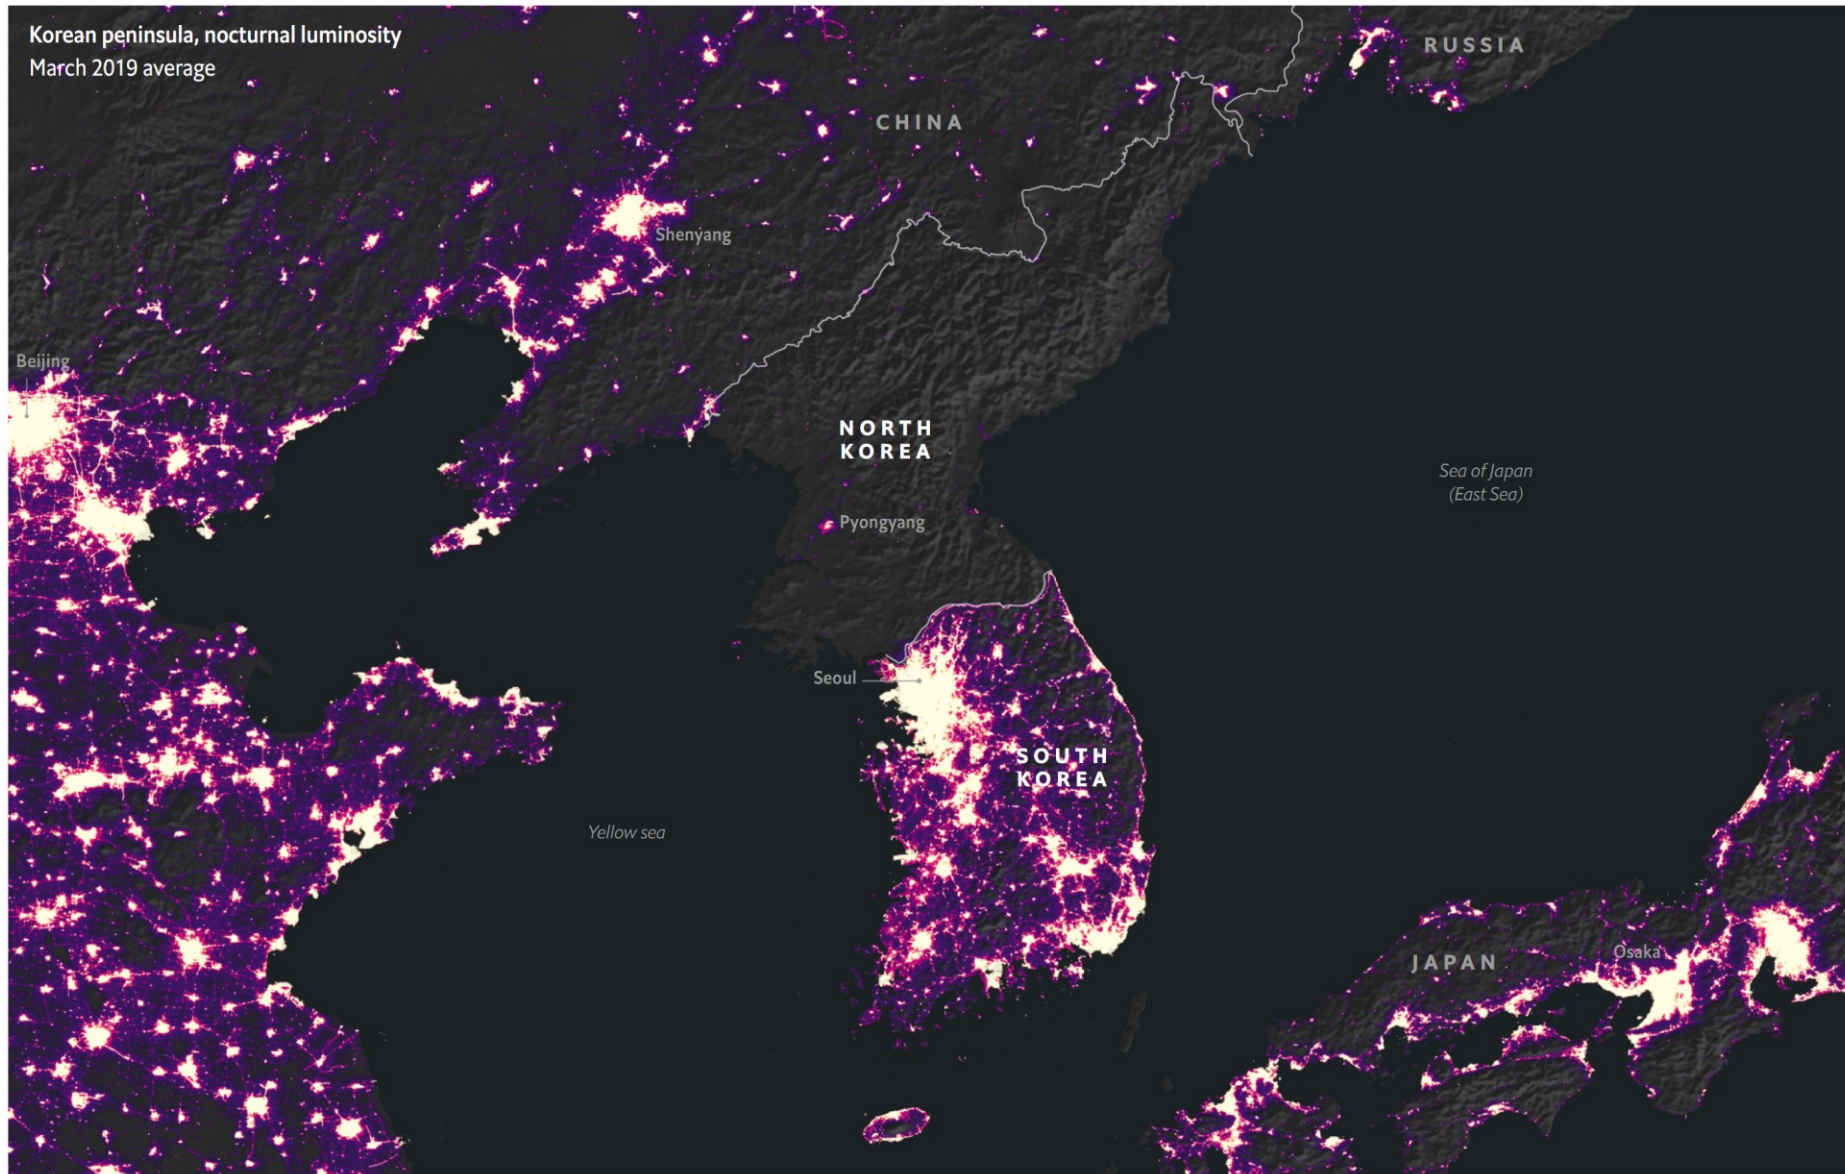 Korean peninsula, nocturnal luminosity
March 2019 average
RUSSIA
CHINA
Shenyang
Beijing
NORTH
KOREA
Sea of Japan
(East Sea)
Pyongyang
Seoul
SOUTH
KOREA
Yellow sea
JAPAN
Osaka